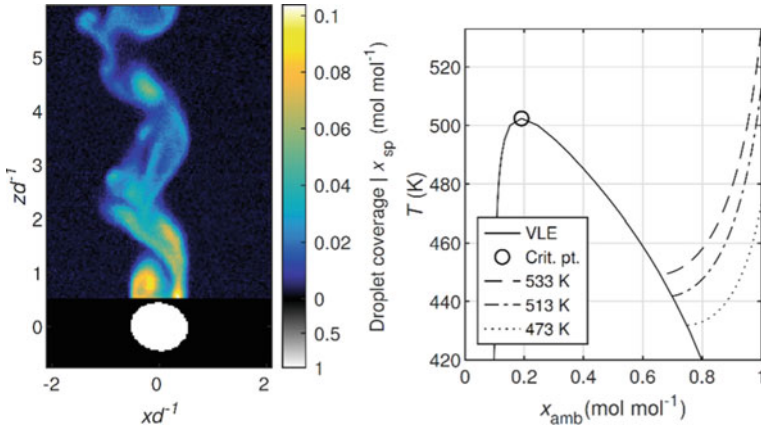 5
4
3
2
1
0
zd⁻¹
-2
0
2
xd⁻¹
0.1
0.08
0.06
0.04
0.02
0
0.5
1
Droplet coverage | x_sp (mol mol⁻¹)
520
500
480
460
440
420
T (K)
VLE
Crit. pt.
533 K
513 K
473 K
0
0.2
0.4
0.6
0.8
1
x_amb (mol mol⁻¹)